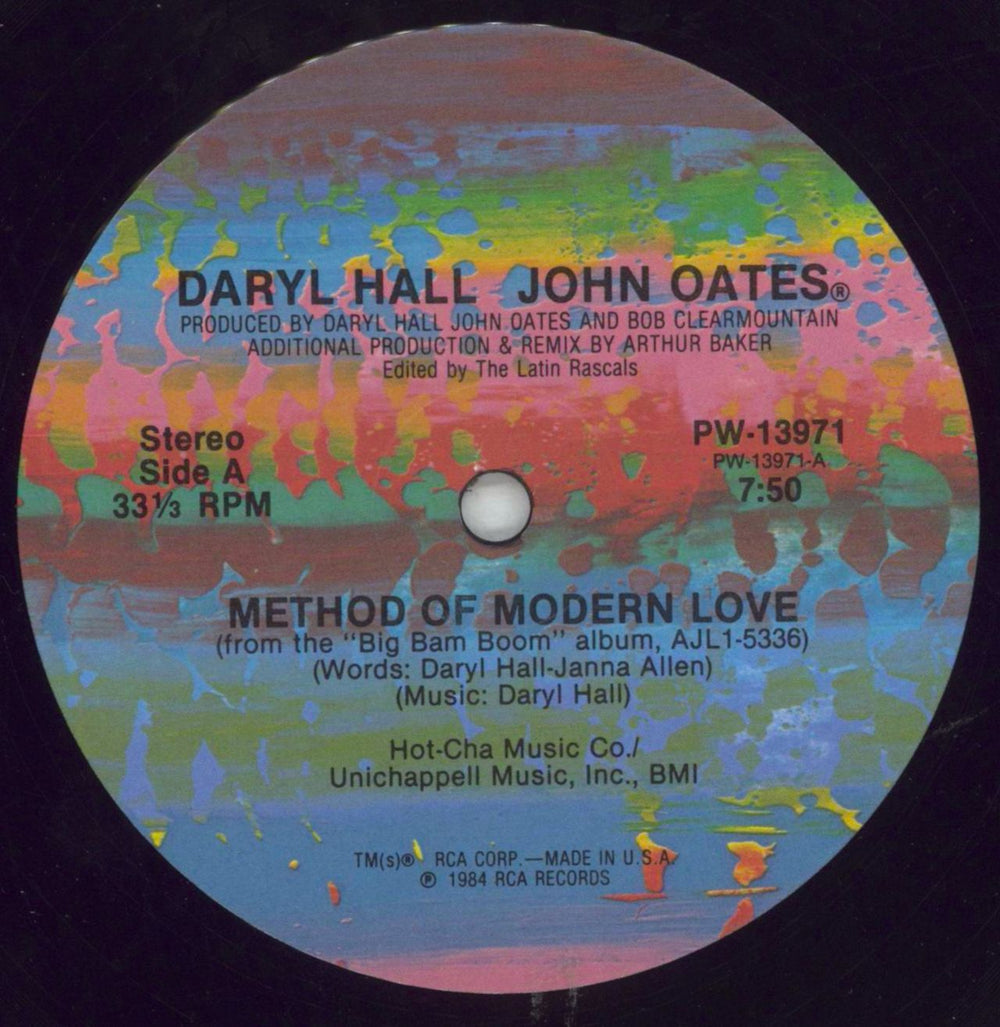 DARYL HALL JOHN OATES®
PRODUCED BY DARYL HALL JOHN OATES AND BOB CLEARMOUNTAIN
ADDITIONAL PRODUCTION & REMIX BY ARTHUR BAKER
Edited by The Latin Rascals
Stereo
Side A
33⅓ RPM
PW-13971
PW-13971-A
7:50
METHOD OF MODERN LOVE
(from the "Big Bam Boom" album, AJL1-5336)
(Words: Daryl Hall-Janna Allen)
(Music: Daryl Hall)
Hot-Cha Music Co./
Unichappell Music, Inc., BMI
TM(s)® RCA CORP.—MADE IN U.S.A.
℗ 1984 RCA RECORDS